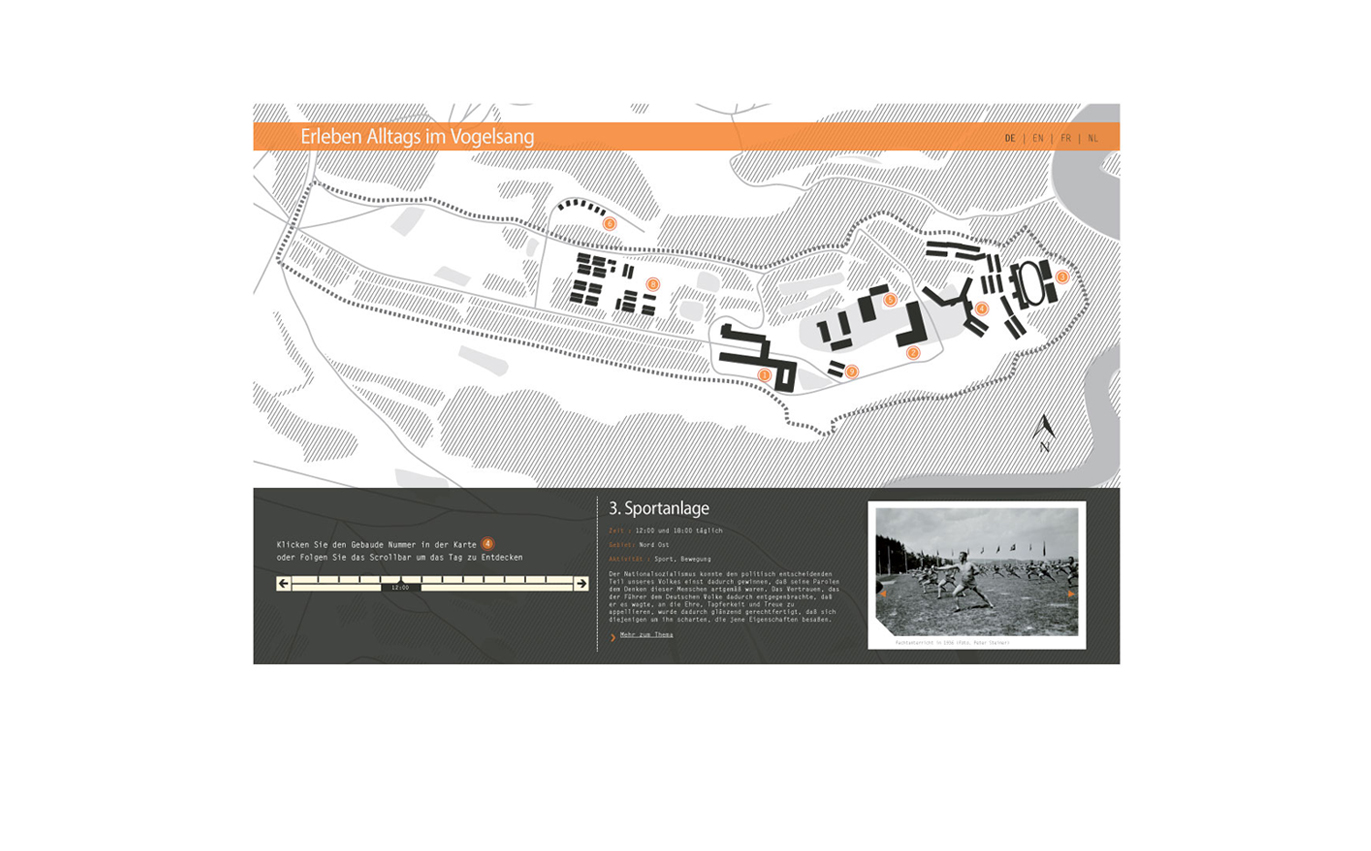 Erleben Alltags im Vogelsang
DE | EN | FR | NL
6
8
3
5
4
2
1
9
N
Klicken Sie den Gebaude Nummer in der Karte 4
oder Folgen Sie das Scrollbar um das Tag zu Entdecken
12:00
3. Sportanlage
Zeit : 12:00 und 18:00 täglich
Gebiet: Nord Ost
Aktivität : Sport, Bewegung
Der Nationalsozialismus konnte den politisch entscheidenden
Teil unseres Volkes einst dadurch gewinnen, daß seine Parolen
dem Denken dieser Menschen artgemäß waren. Das Vertrauen, das
der Führer dem Deutschen Volke dadurch entgegenbrachte, daß
er es wagte, an die Ehre, Tapferkeit und Treue zu
appellieren, wurde dadurch glänzend gerechtfertigt, daß sich
diejenigen um ihn scharten, die jene Eigenschaften besaßen.
Mehr zum Thema